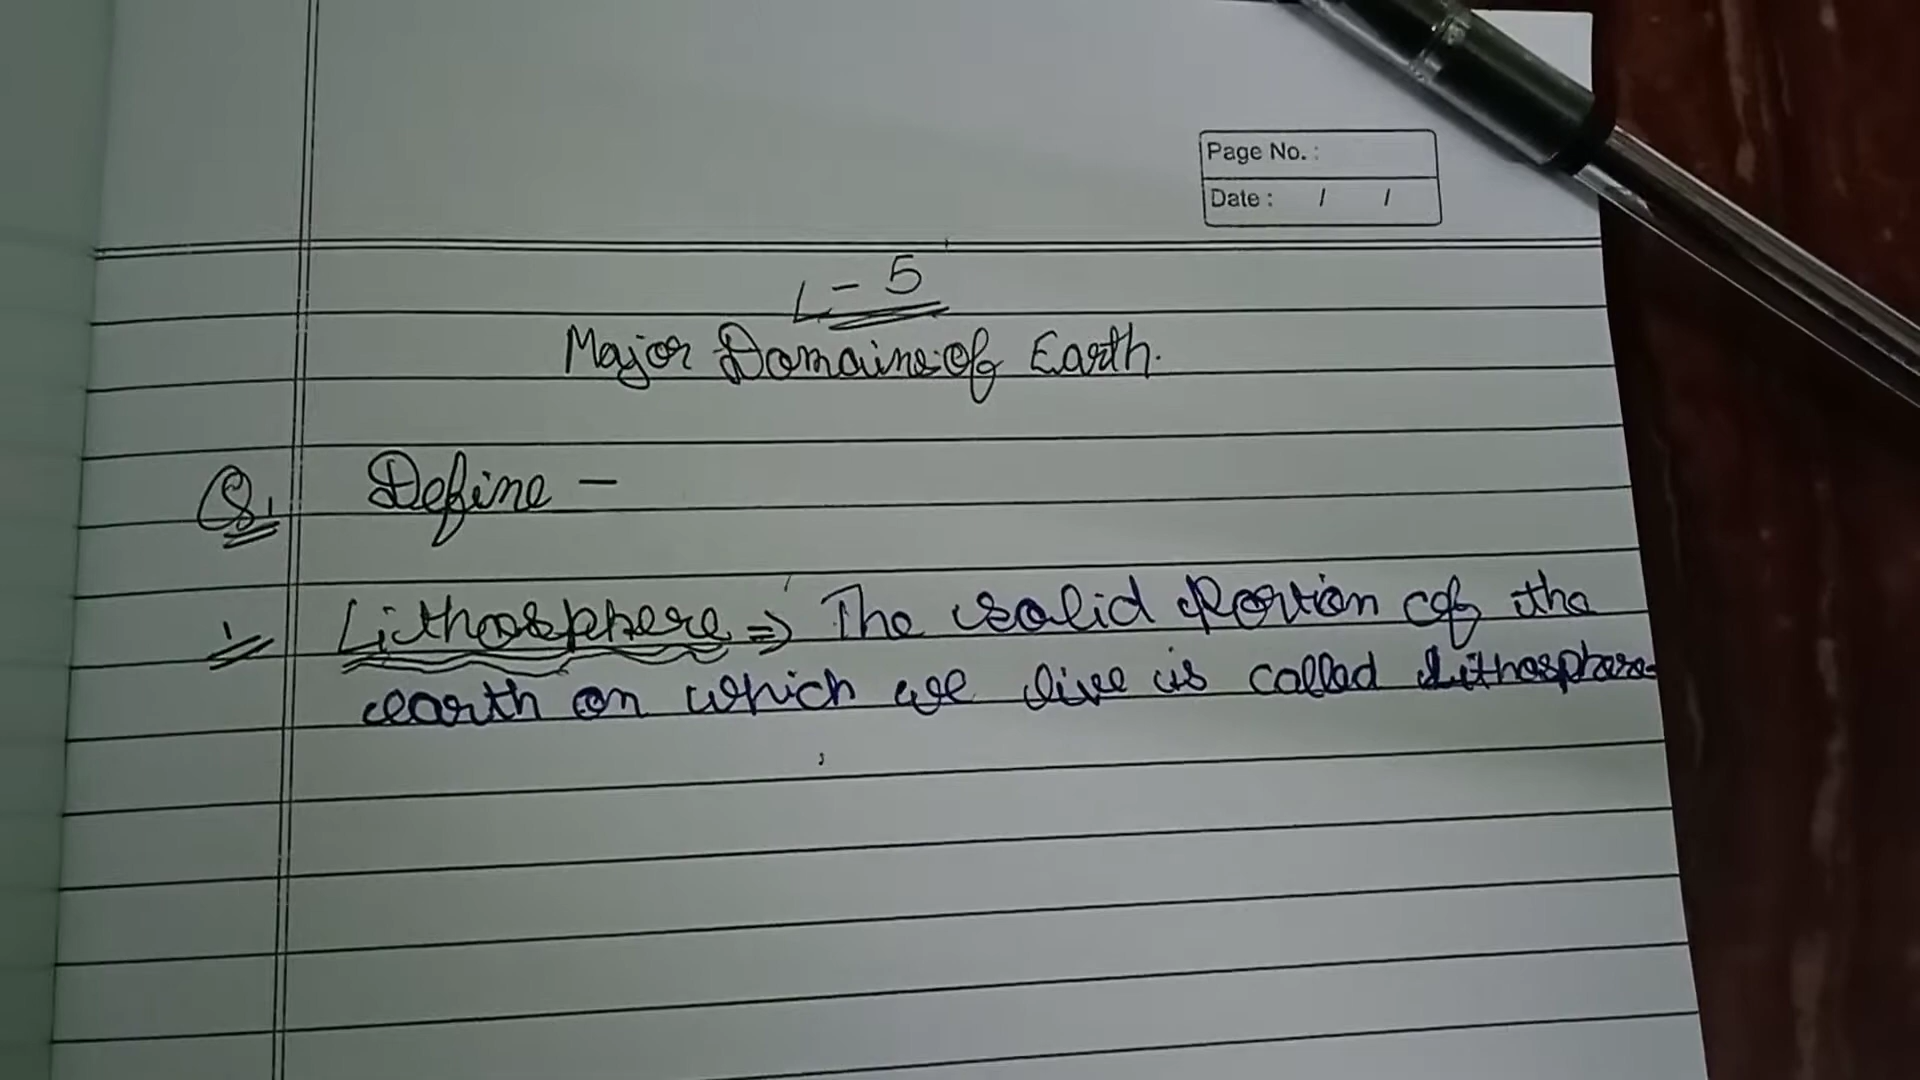 Page No. :
Date : / /
L - 5
Major Domains of Earth.
Q.1 Define -
1 Lithosphere => The solid Portion of the
earth on which we live is called Lithosphere